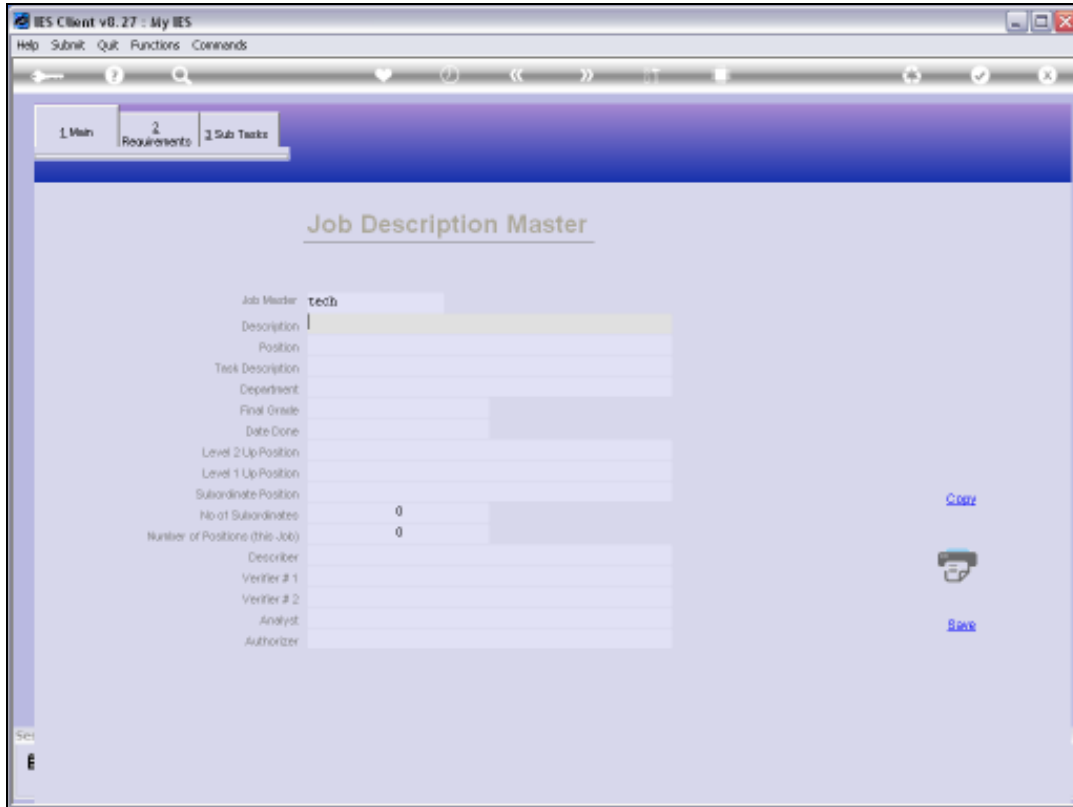 IES Client v8.27 : My IES
Help Submit Quit Functions Commands
1 Main
2 Requirements
3 Sub Tasks
Job Description Master
Job Master tech
Description
Position
Task Description
Department
Final Grade
Date Done
Level 2 Up Position
Level 1 Up Position
Subordinate Position
No of Subordinates 0
Number of Positions (this Job) 0
Describer
Verifier # 1
Verifier # 2
Analyst
Authorizer
Copy
Save